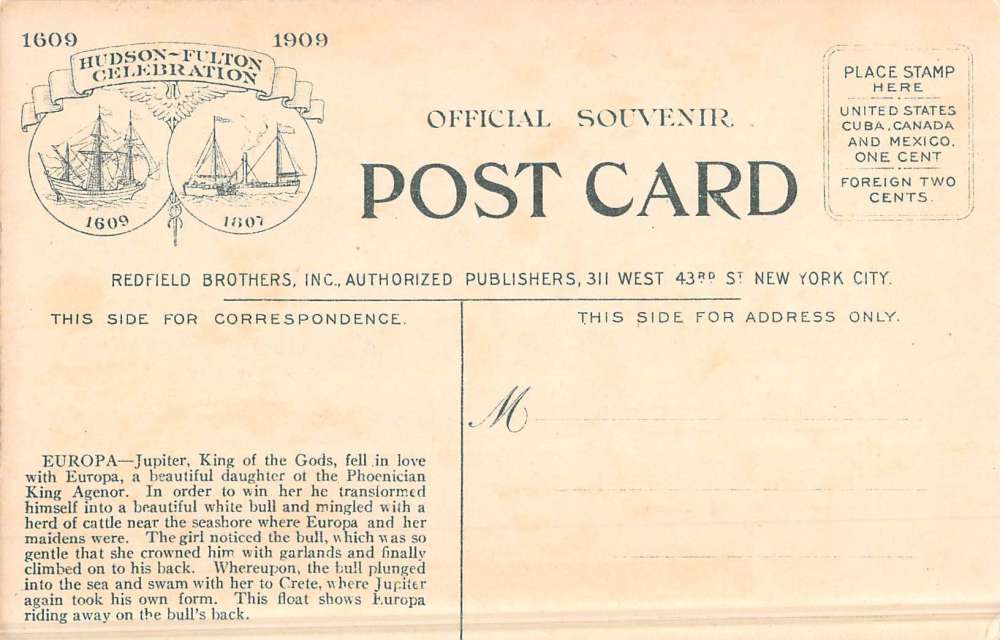 1609 1909
HUDSON-FULTON
CELEBRATION
1609 1807
OFFICIAL SOUVENIR.
POST CARD
PLACE STAMP
HERE
UNITED STATES
CUBA, CANADA
AND MEXICO.
ONE CENT
FOREIGN TWO
CENTS.
REDFIELD BROTHERS, INC., AUTHORIZED PUBLISHERS, 311 WEST 43RD ST NEW YORK CITY.
THIS SIDE FOR CORRESPONDENCE.
THIS SIDE FOR ADDRESS ONLY.
M
EUROPA—Jupiter, King of the Gods, fell in love
with Europa, a beautiful daughter of the Phoenician
King Agenor. In order to win her he transformed
himself into a beautiful white bull and mingled with a
herd of cattle near the seashore where Europa and her
maidens were. The girl noticed the bull, which was so
gentle that she crowned him with garlands and finally
climbed on to his back. Whereupon, the bull plunged
into the sea and swam with her to Crete, where Jupiter
again took his own form. This float shows Europa
riding away on the bull's back.